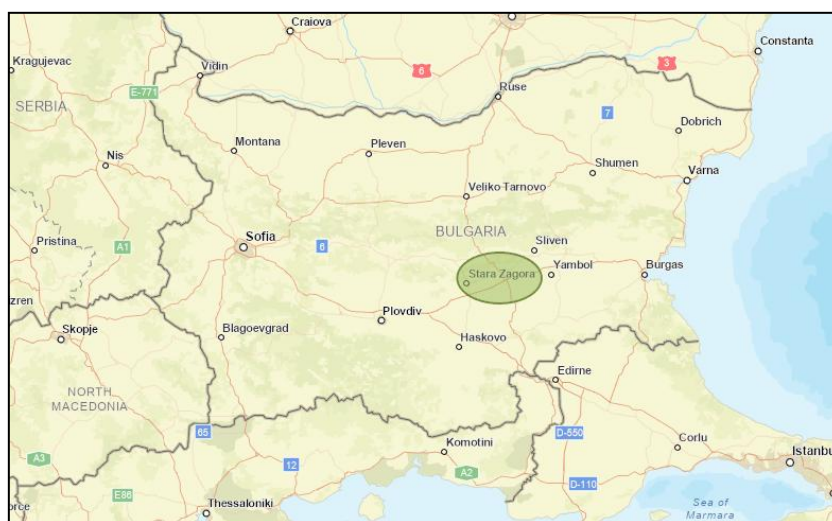 Craiova
Constanta
Kragujevac
Vidin
6
3
E-771
Ruse
SERBIA
7
Dobrich
Montana
Pleven
Nis
Shumen
Varna
Veliko Tarnovo
BULGARIA
Sofia
Pristina
A1
6
Sliven
Stara Zagora
Yambol
Burgas
zren
Plovdiv
Skopje
Blagoevgrad
Haskovo
Edirne
NORTH
MACEDONIA
65
D-550
Komotini
Corlu
A3
12
A2
Istanbu
D-110
E86
Thessaloniki
orce
Sea of
Marmara